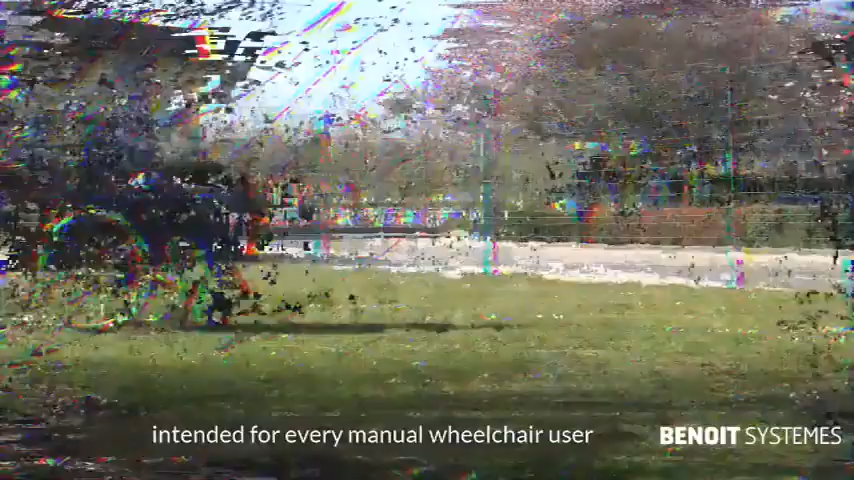 intended for every manual wheelchair user
BENOIT SYSTEMES